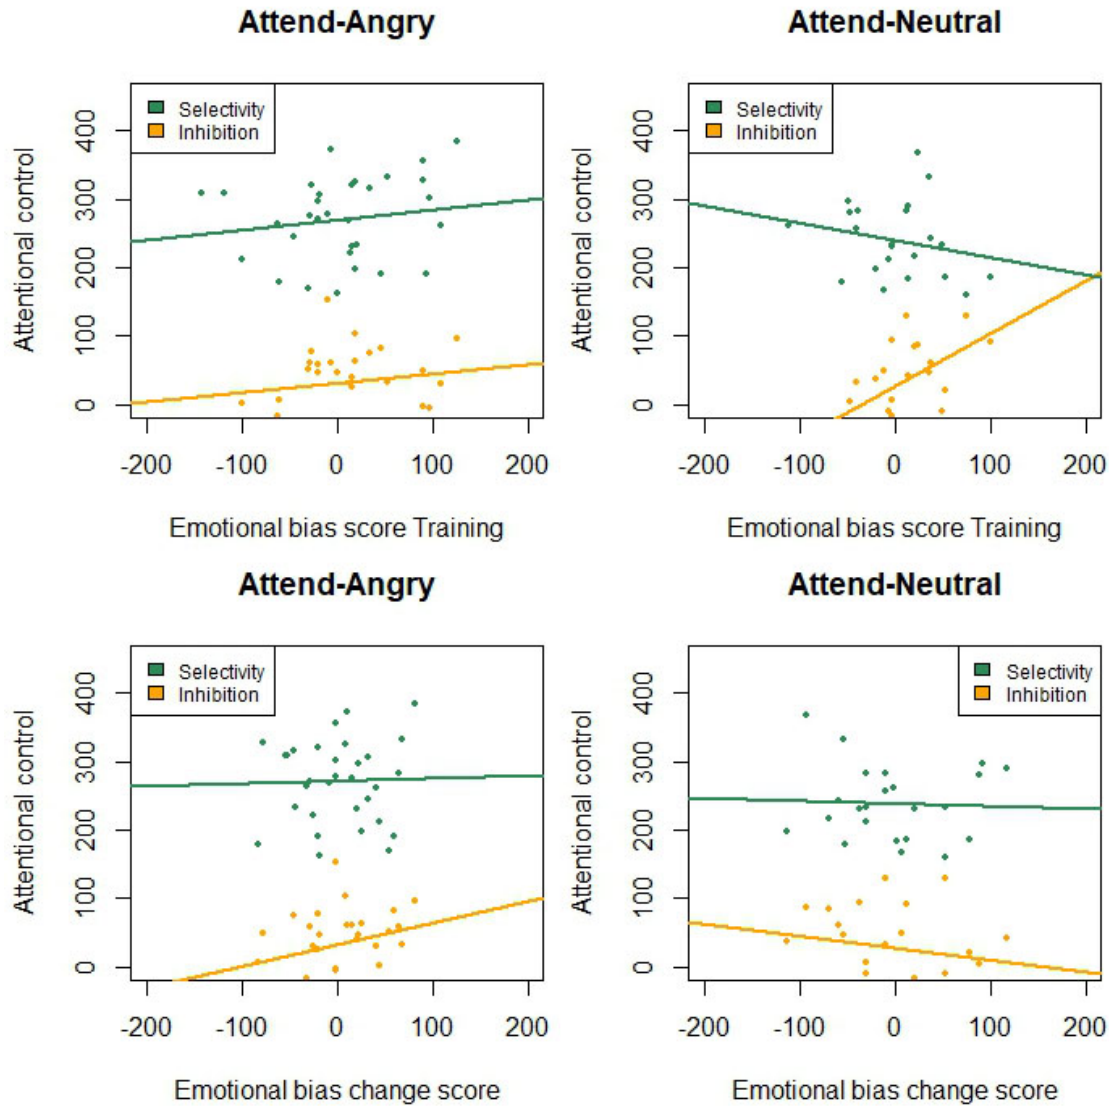 Attend-Angry
Selectivity
Inhibition
Attentional control
400
300
200
100
0
-200 -100 0 100 200
Emotional bias score Training
Attend-Neutral
Selectivity
Inhibition
Attentional control
400
300
200
100
0
-200 -100 0 100 200
Emotional bias score Training
Attend-Angry
Selectivity
Inhibition
Attentional control
400
300
200
100
0
-200 -100 0 100 200
Emotional bias change score
Attend-Neutral
Selectivity
Inhibition
Attentional control
400
300
200
100
0
-200 -100 0 100 200
Emotional bias change score